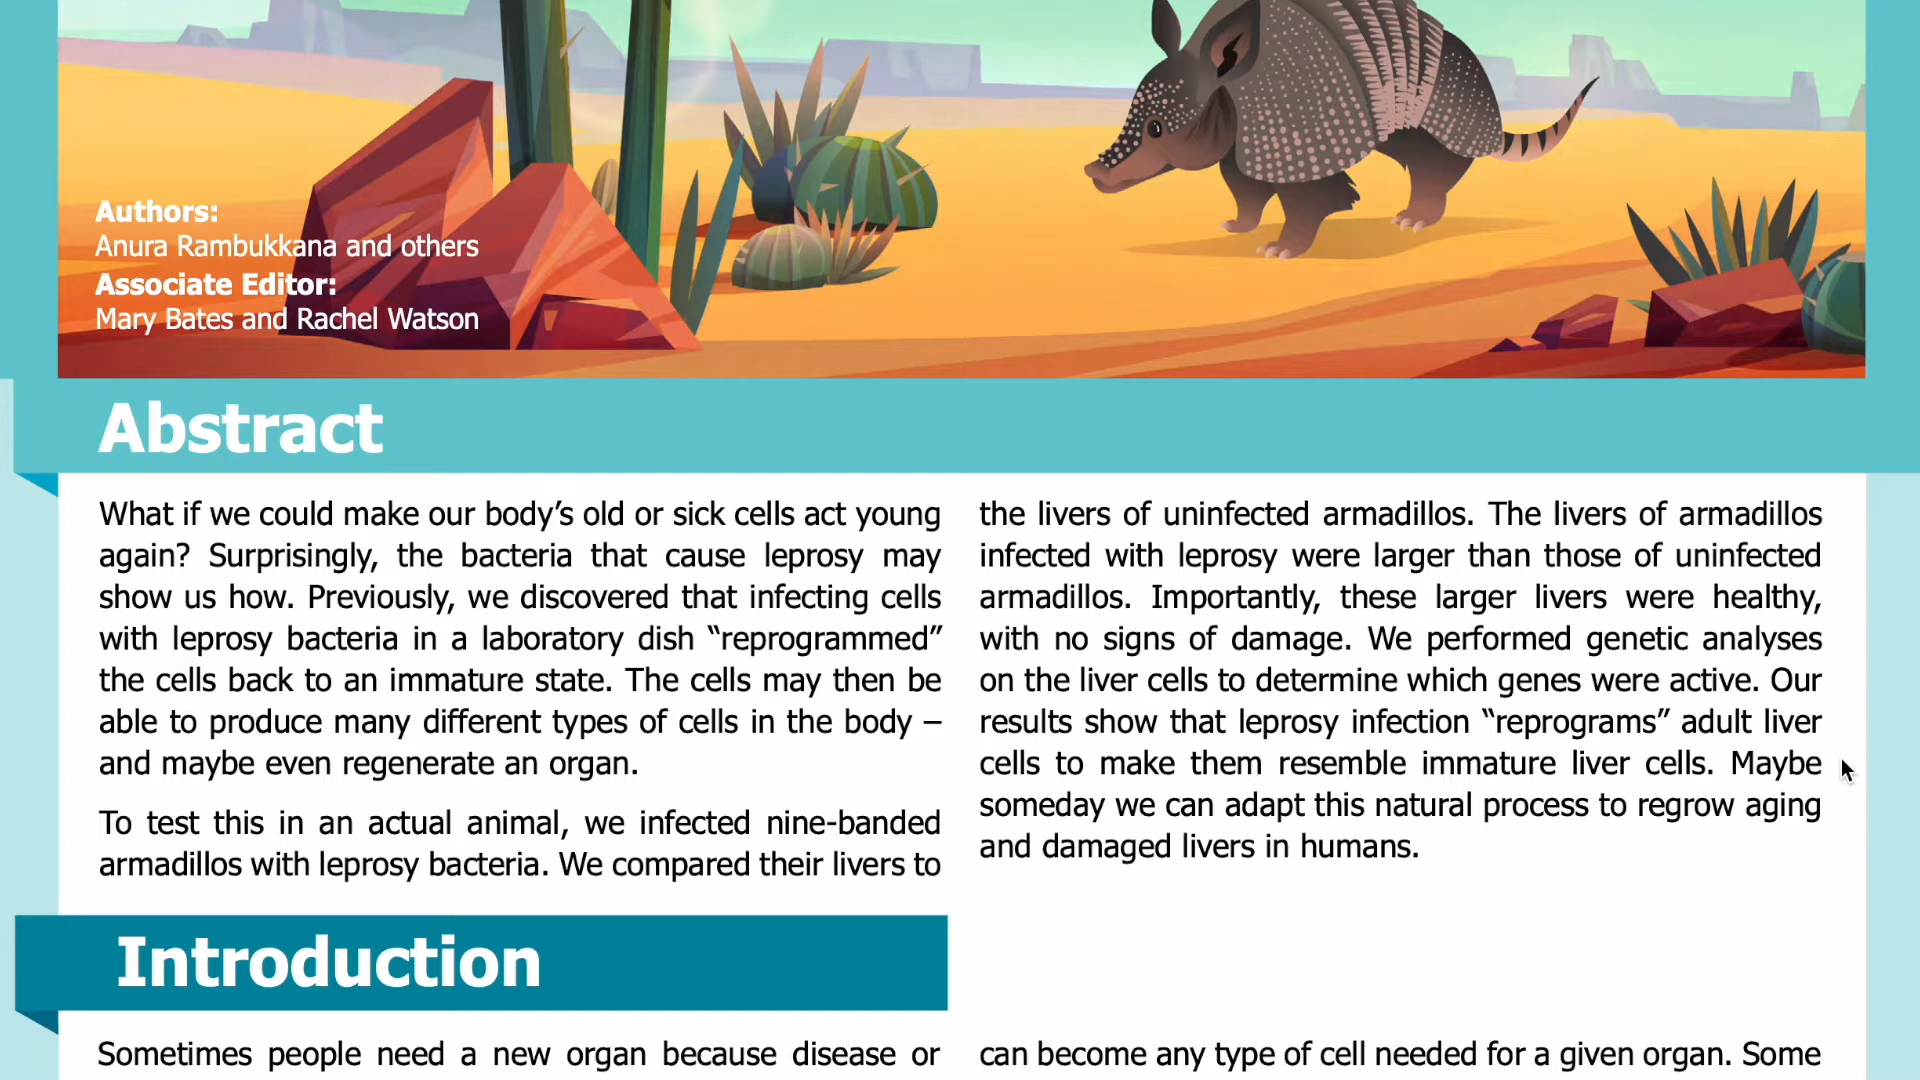 Authors:
Anura Rambukkana and others
Associate Editor:
Mary Bates and Rachel Watson
Abstract
What if we could make our body’s old or sick cells act young
again? Surprisingly, the bacteria that cause leprosy may
show us how. Previously, we discovered that infecting cells
with leprosy bacteria in a laboratory dish “reprogrammed”
the cells back to an immature state. The cells may then be
able to produce many different types of cells in the body –
and maybe even regenerate an organ.
To test this in an actual animal, we infected nine-banded
armadillos with leprosy bacteria. We compared their livers to
the livers of uninfected armadillos. The livers of armadillos
infected with leprosy were larger than those of uninfected
armadillos. Importantly, these larger livers were healthy,
with no signs of damage. We performed genetic analyses
on the liver cells to determine which genes were active. Our
results show that leprosy infection “reprograms” adult liver
cells to make them resemble immature liver cells. Maybe
someday we can adapt this natural process to regrow aging
and damaged livers in humans.
Introduction
Sometimes people need a new organ because disease or
can become any type of cell needed for a given organ. Some